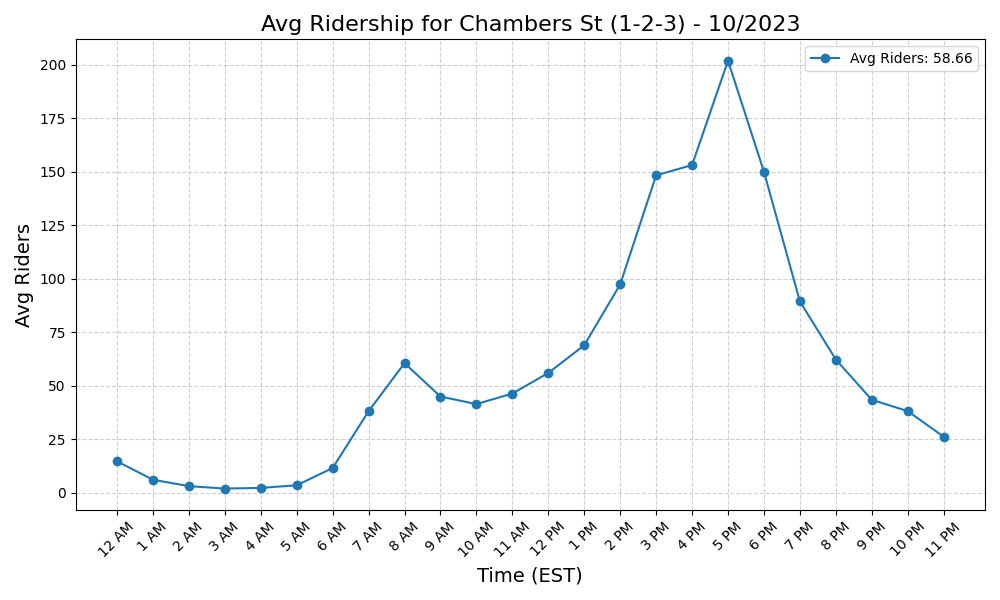 Avg Ridership for Chambers St (1-2-3) - 10/2023
Avg Riders: 58.66
Avg Riders
200
175
150
125
100
75
50
25
0
12 AM
1 AM
2 AM
3 AM
4 AM
5 AM
6 AM
7 AM
8 AM
9 AM
10 AM
11 AM
12 PM
1 PM
2 PM
3 PM
4 PM
5 PM
6 PM
7 PM
8 PM
9 PM
10 PM
11 PM
Time (EST)